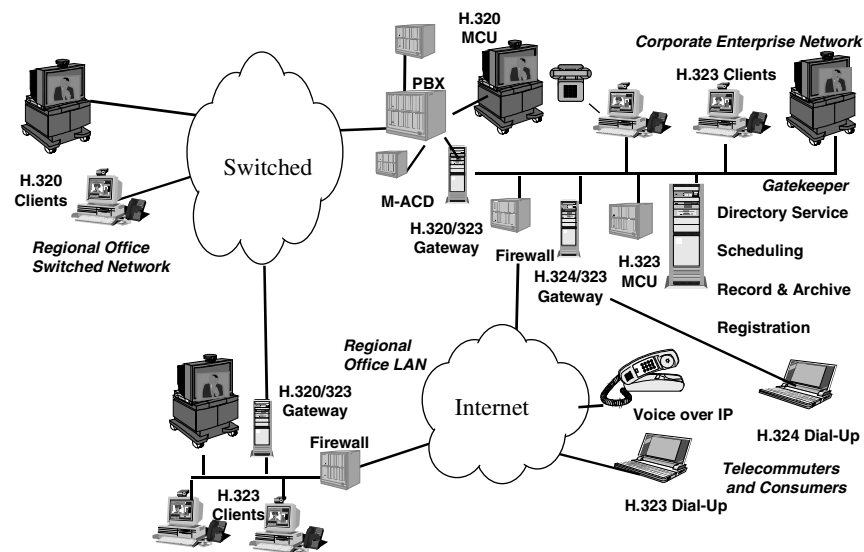 H.320
MCU
Corporate Enterprise Network
H.323 Clients
PBX
Switched
H.320
Clients
M-ACD
H.320/323
Gateway
Gatekeeper
Directory Service
Scheduling
Record & Archive
Registration
Firewall
H.324/323
Gateway
H.323
MCU
Regional Office
Switched Network
Regional
Office LAN
H.320/323
Gateway
Internet
Voice over IP
H.324 Dial-Up
Firewall
H.323
Clients
H.323 Dial-Up
Telecommuters
and Consumers